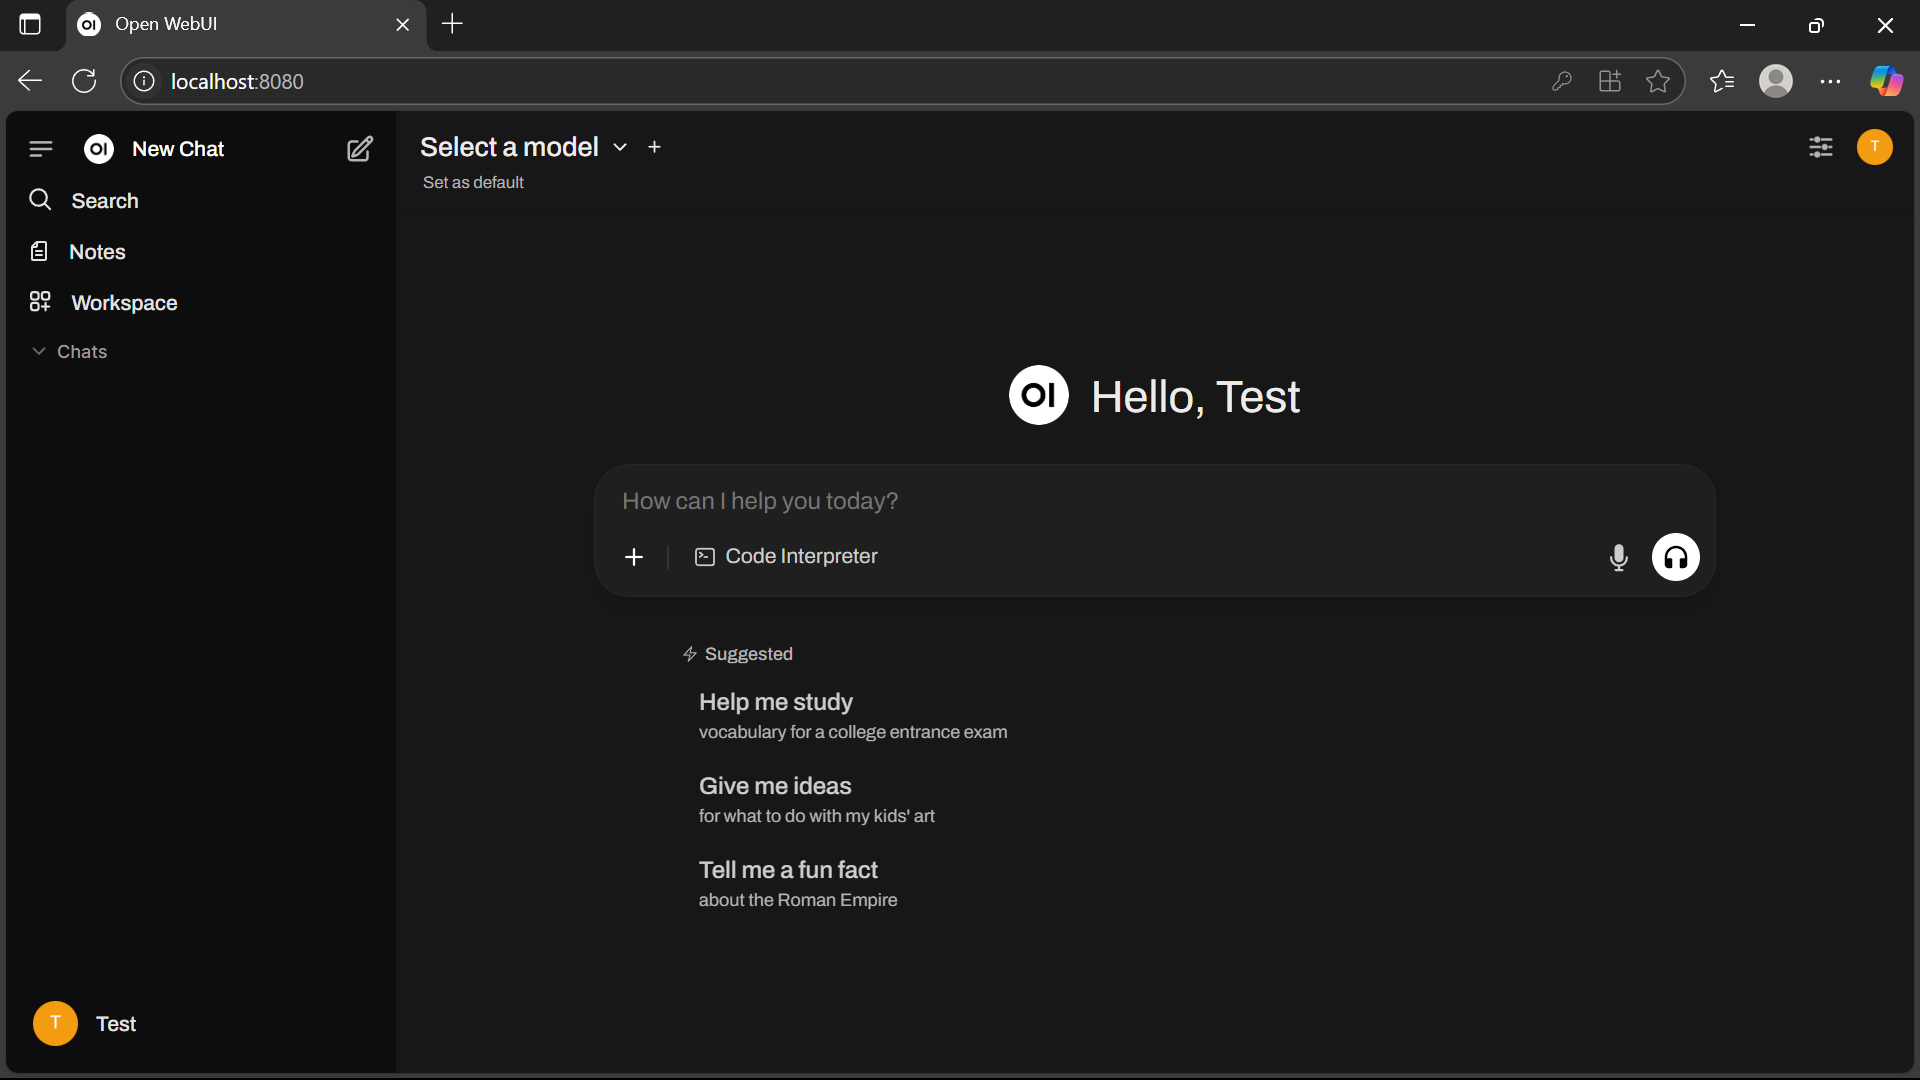 OI Open WebUI
localhost:8080
OI New Chat
Search
Notes
Workspace
Chats
Select a model
Set as default
T
OI Hello, Test
How can I help you today?
Code Interpreter
Suggested
Help me study
vocabulary for a college entrance exam
Give me ideas
for what to do with my kids' art
Tell me a fun fact
about the Roman Empire
T Test